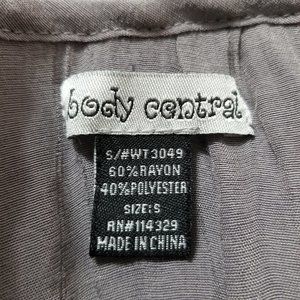 body central
S/#WT3049
60%RAYON
40%POLYESTER
SIZE:S
RN#114329
MADE IN CHINA